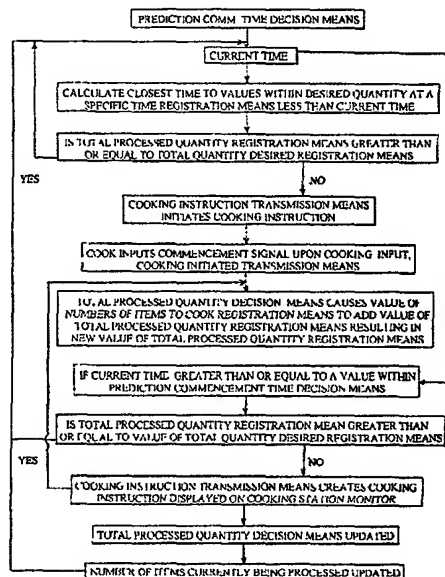 PREDICTION COMM TIME DECISION MEANS
CURRENT TIME
CALCULATE CLOSEST TIME TO VALUES WITHIN DESIRED QUANTITY AT A
SPECIFIC TIME REGISTRATION MEANS LESS THAN CURRENT TIME
IS TOTAL PROCESSED QUANTITY REGISTRATION MEANS GREATER THAN
OR EQUAL TO TOTAL QUANTITY DESIRED REGISTRATION MEANS
YES
NO
COOKING INSTRUCTION TRANSMISSION MEANS
INITIATES COOKING INSTRUCTION
COOK INPUTS COMMENCEMENT SIGNAL UPON COOKING INPUT,
COOKING INITIATED TRANSMISSION MEANS
TOTAL PROCESSED QUANTITY DECISION MEANS CAUSES VALUE OF
NUMBERS OF ITEMS TO COOK REGISTRATION MEANS TO ADD VALUE OF
TOTAL PROCESSED QUANTITY REGISTRATION MEANS RESULTING IN
NEW VALUE OF TOTAL PROCESSED QUANTITY REGISTRATION MEANS
IF CURRENT TIME GREATER THAN OR EQUAL TO A VALUE WITHIN
PREDICTION COMMENCEMENT TIME DECISION MEANS
IS TOTAL PROCESSED QUANTITY REGISTRATION MEAN GREATER THAN
OR EQUAL TO VALUE OF TOTAL QUANTITY DESIRED REGISTRATION MEANS
YES
NO
COOKING INSTRUCTION TRANSMISSION MEANS CREATES COOKING
INSTRUCTION DISPLAYED ON COOKING STATION MONITOR
TOTAL PROCESSED QUANTITY DECISION MEANS UPDATED
NUMBER OF ITEMS CURRENTLY BEING PROCESSED UPDATED